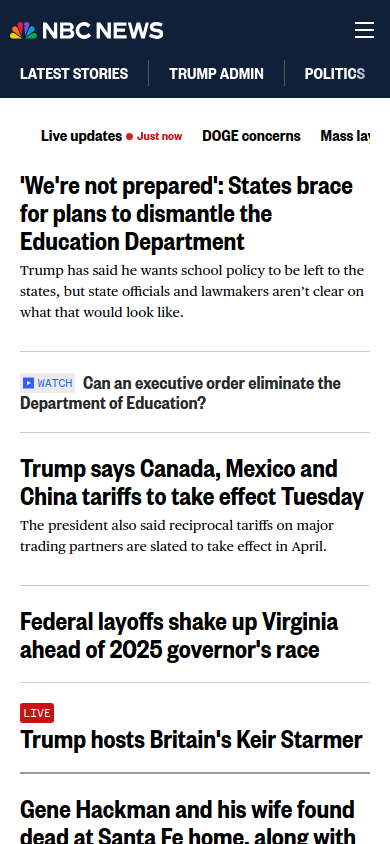 NBC NEWS
LATEST STORIES
TRUMP ADMIN
POLITICS
Live updates
Just now
DOGE concerns
Mass lay
'We're not prepared': States brace
for plans to dismantle the
Education Department
Trump has said he wants school policy to be left to the
states, but state officials and lawmakers aren’t clear on
what that would look like.
WATCH Can an executive order eliminate the
Department of Education?
Trump says Canada, Mexico and
China tariffs to take effect Tuesday
The president also said reciprocal tariffs on major
trading partners are slated to take effect in April.
Federal layoffs shake up Virginia
ahead of 2025 governor's race
LIVE
Trump hosts Britain's Keir Starmer
Gene Hackman and his wife found
dead at Santa Fe home, along with